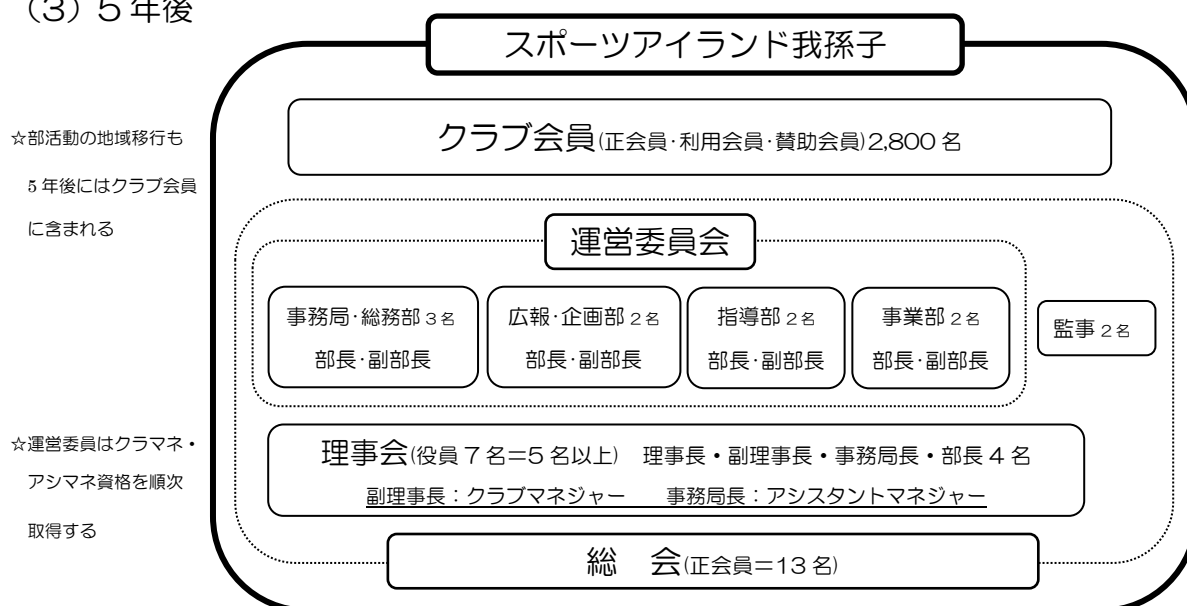 （3）5年後
スポーツアイランド我孫子
クラブ会員(正会員･利用会員･賛助会員)2,800名
☆部活動の地域移行も
5年後にはクラブ会員
に含まれる
運営委員会
事務局･総務部3名
部長･副部長
広報･企画部2名
部長･副部長
指導部2名
部長･副部長
事業部2名
部長･副部長
監事2名
☆運営委員はクラマネ・
アシマネ資格を順次
取得する
理事会(役員7名＝5名以上)　理事長・副理事長・事務局長・部長4名
副理事長：クラブマネジャー　　事務局長：アシスタントマネジャー
総　会(正会員＝13名)